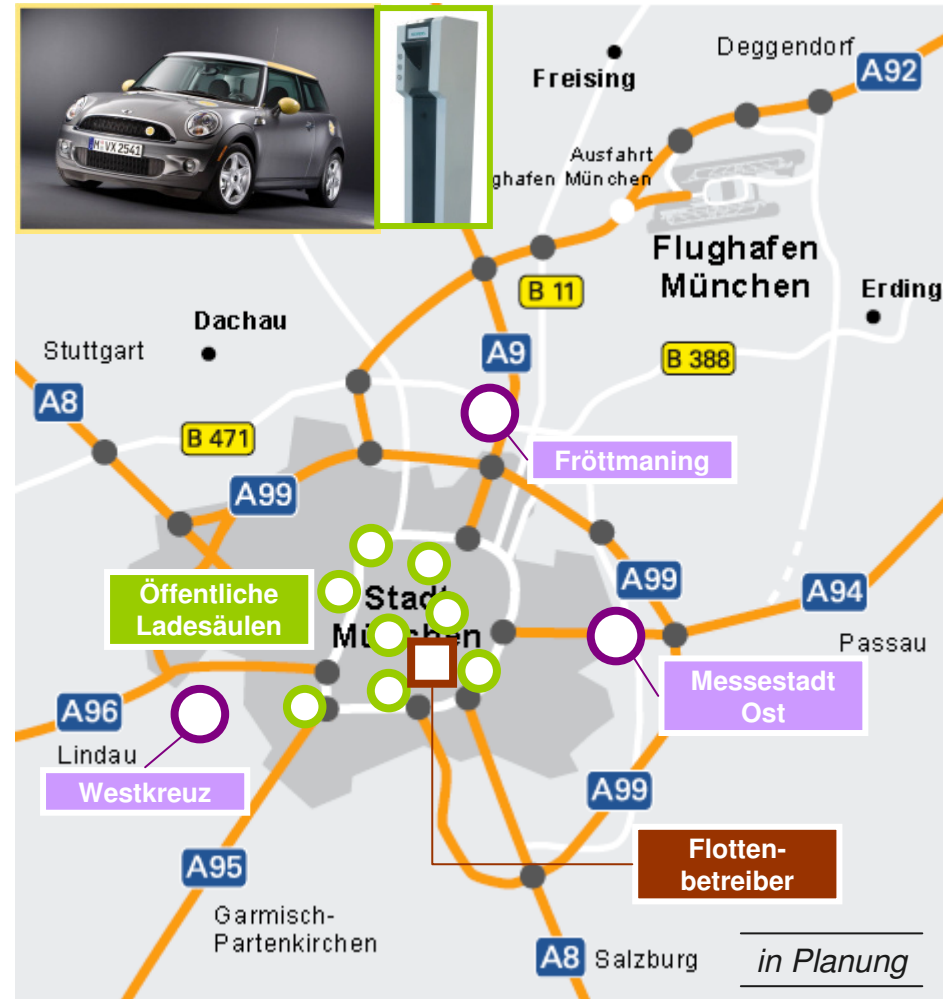 M VX 2541
Deggendorf
A92
Freising
Ausfahrt
ghafen München
Flughafen
München
B 11
Erding
Dachau
Stuttgart
A9
B 388
A8
B 471
Fröttmaning
A99
Öffentliche
Ladesäulen
Stadt
München
A99
A94
Passau
Messestadt
Ost
A96
Lindau
Westkreuz
A99
Flotten-
betreiber
A95
Garmisch-
Partenkirchen
A8 Salzburg
in Planung